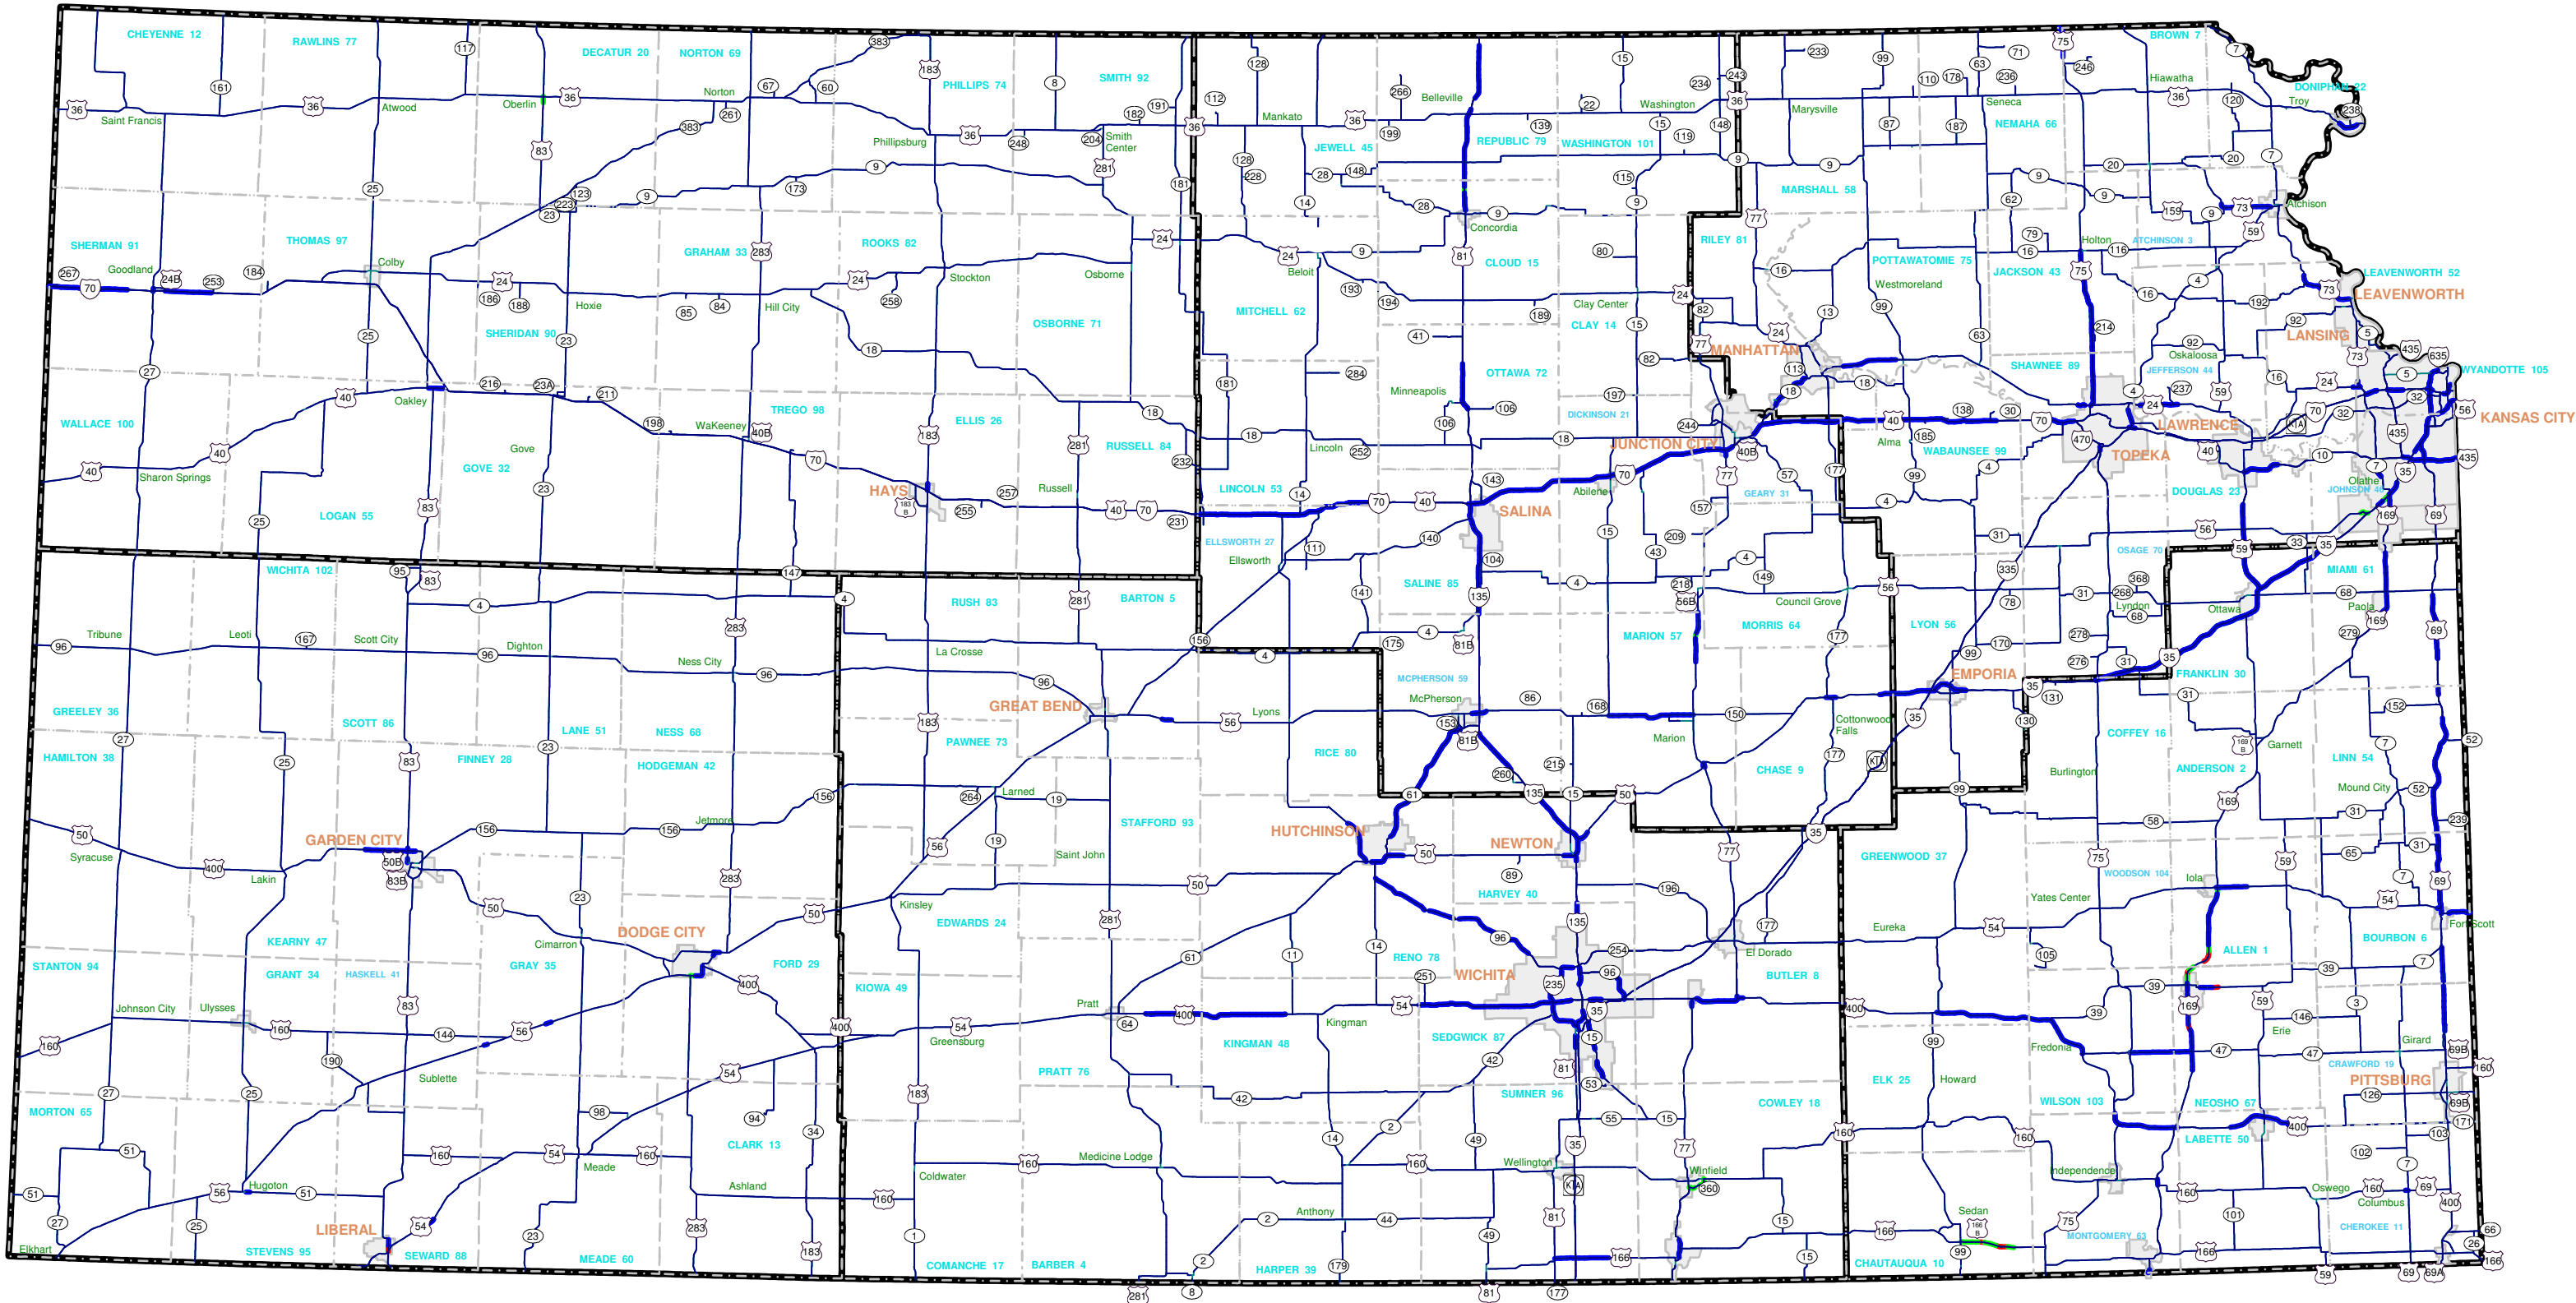 CHEYENNE 12
RAWLINS 77
DECATUR 20
NORTON 69
PHILLIPS 74
SMITH 92
JEWELL 45
REPUBLIC 79
WASHINGTON 101
MARSHALL 58
NEMAHA 66
BROWN 7
DONIPHAN 22
Saint Francis
Atwood
Oberlin
Norton
Phillipsburg
Smith
Center
Mankato
Belleville
Washington
Marysville
Seneca
Hiawatha
Troy
SHERMAN 91
THOMAS 97
SHERIDAN 90
GRAHAM 33
ROOKS 82
OSBORNE 71
MITCHELL 62
CLOUD 15
CLAY 14
RILEY 81
POTTAWATOMIE 75
JACKSON 43
ATCHINSON 3
LEAVENWORTH 52
Goodland
Colby
Hoxie
Hill City
Stockton
Osborne
Beloit
Concordia
Clay Center
Westmoreland
Holton
Atchison
LEAVENWORTH
LANSING
MANHATTAN
Oskaloosa
JEFFERSON 44
SHAWNEE 89
WYANDOTTE 105
KANSAS CITY
WALLACE 100
LOGAN 55
GOVE 32
TREGO 98
ELLIS 26
RUSSELL 84
LINCOLN 53
OTTAWA 72
DICKINSON 21
GEARY 31
WABAUNSEE 99
DOUGLAS 23
JOHNSON 46
Sharon Springs
Oakley
Gove
WaKeeney
HAYS
Russell
Lincoln
Minneapolis
Abilene
SALINA
JUNCTION CITY
Alma
TOPEKA
LAWRENCE
Olathe
WICHITA 102
ELLSWORTH 27
Ellsworth
SALINE 85
MORRIS 64
Council Grove
OSAGE 70
Lyndon
Ottawa
MIAMI 61
Paola
RUSH 83
BARTON 5
MARION 57
LYON 56
FRANKLIN 30
Tribune
Leoti
Scott City
Dighton
Ness City
La Crosse
GREAT BEND
Lyons
MCPHERSON 59
McPherson
Marion
Cottonwood
Falls
EMPORIA
GREELEY 36
SCOTT 86
LANE 51
NESS 68
PAWNEE 73
RICE 80
CHASE 9
COFFEY 16
Burlington
Garnett
ANDERSON 2
LINN 54
Mound City
HAMILTON 38
FINNEY 28
HODGEMAN 42
STAFFORD 93
Larned
Jetmore
GARDEN CITY
Syracuse
Lakin
Saint John
HUTCHINSON
NEWTON
HARVEY 40
GREENWOOD 37
WOODSON 104
Yates Center
Iola
Eureka
Kinsley
EDWARDS 24
KEARNY 47
Cimarron
DODGE CITY
STANTON 94
GRANT 34
HASKELL 41
GRAY 35
FORD 29
KIOWA 49
RENO 78
WICHITA
El Dorado
BUTLER 8
ALLEN 1
BOURBON 6
Fort Scott
Johnson City
Ulysses
Sublette
Greensburg
Pratt
PRATT 76
KINGMAN 48
Kingman
SEDGWICK 87
ELK 25
Howard
Fredonia
WILSON 103
Erie
NEOSHO 67
Girard
CRAWFORD 19
PITTSBURG
MORTON 65
CLARK 13
SUMNER 96
COWLEY 18
LABETTE 50
Meade
Hugoton
LIBERAL
Elkhart
STEVENS 95
SEWARD 88
MEADE 60
Ashland
Coldwater
Medicine Lodge
Anthony
Wellington
Winfield
Sedan
Independence
Oswego
Columbus
COMANCHE 17
BARBER 4
HARPER 39
CHAUTAUQUA 10
MONTGOMERY 63
CHEROKEE 11